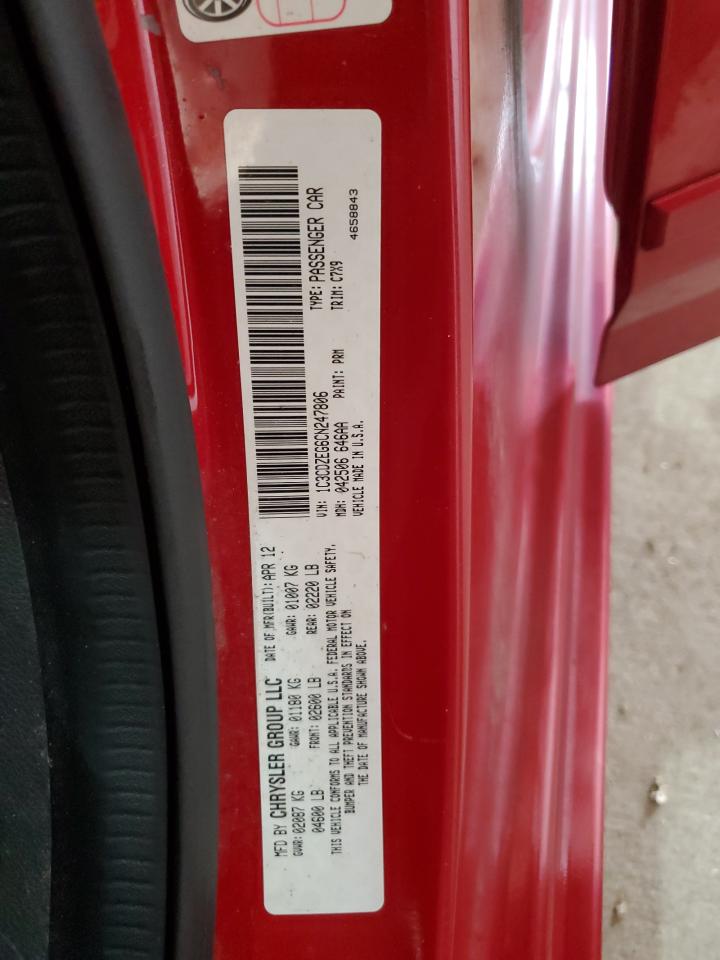 MFD BY CHRYSLER GROUP LLC DATE OF MFR(BUILT):APR 12
GVWR:02087 KG GAWR:01180 KG GAWR: 01007 KG
04600 LB FRONT:02600 LB REAR: 02220 LB
THIS VEHICLE CONFORMS TO ALL APPLICABLE U.S.A. FEDERAL MOTOR VEHICLE SAFETY,
BUMPER AND THEFT PREVENTION STANDARDS IN EFFECT ON
THE DATE OF MANUFACTURE SHOWN ABOVE.
VIN: 1C3CDZEG6CN247806 TYPE: PASSENGER CAR
MDH: 042506 646AA PAINT: PRM TRIM: C7X9
VEHICLE MADE IN U.S.A. 4658843